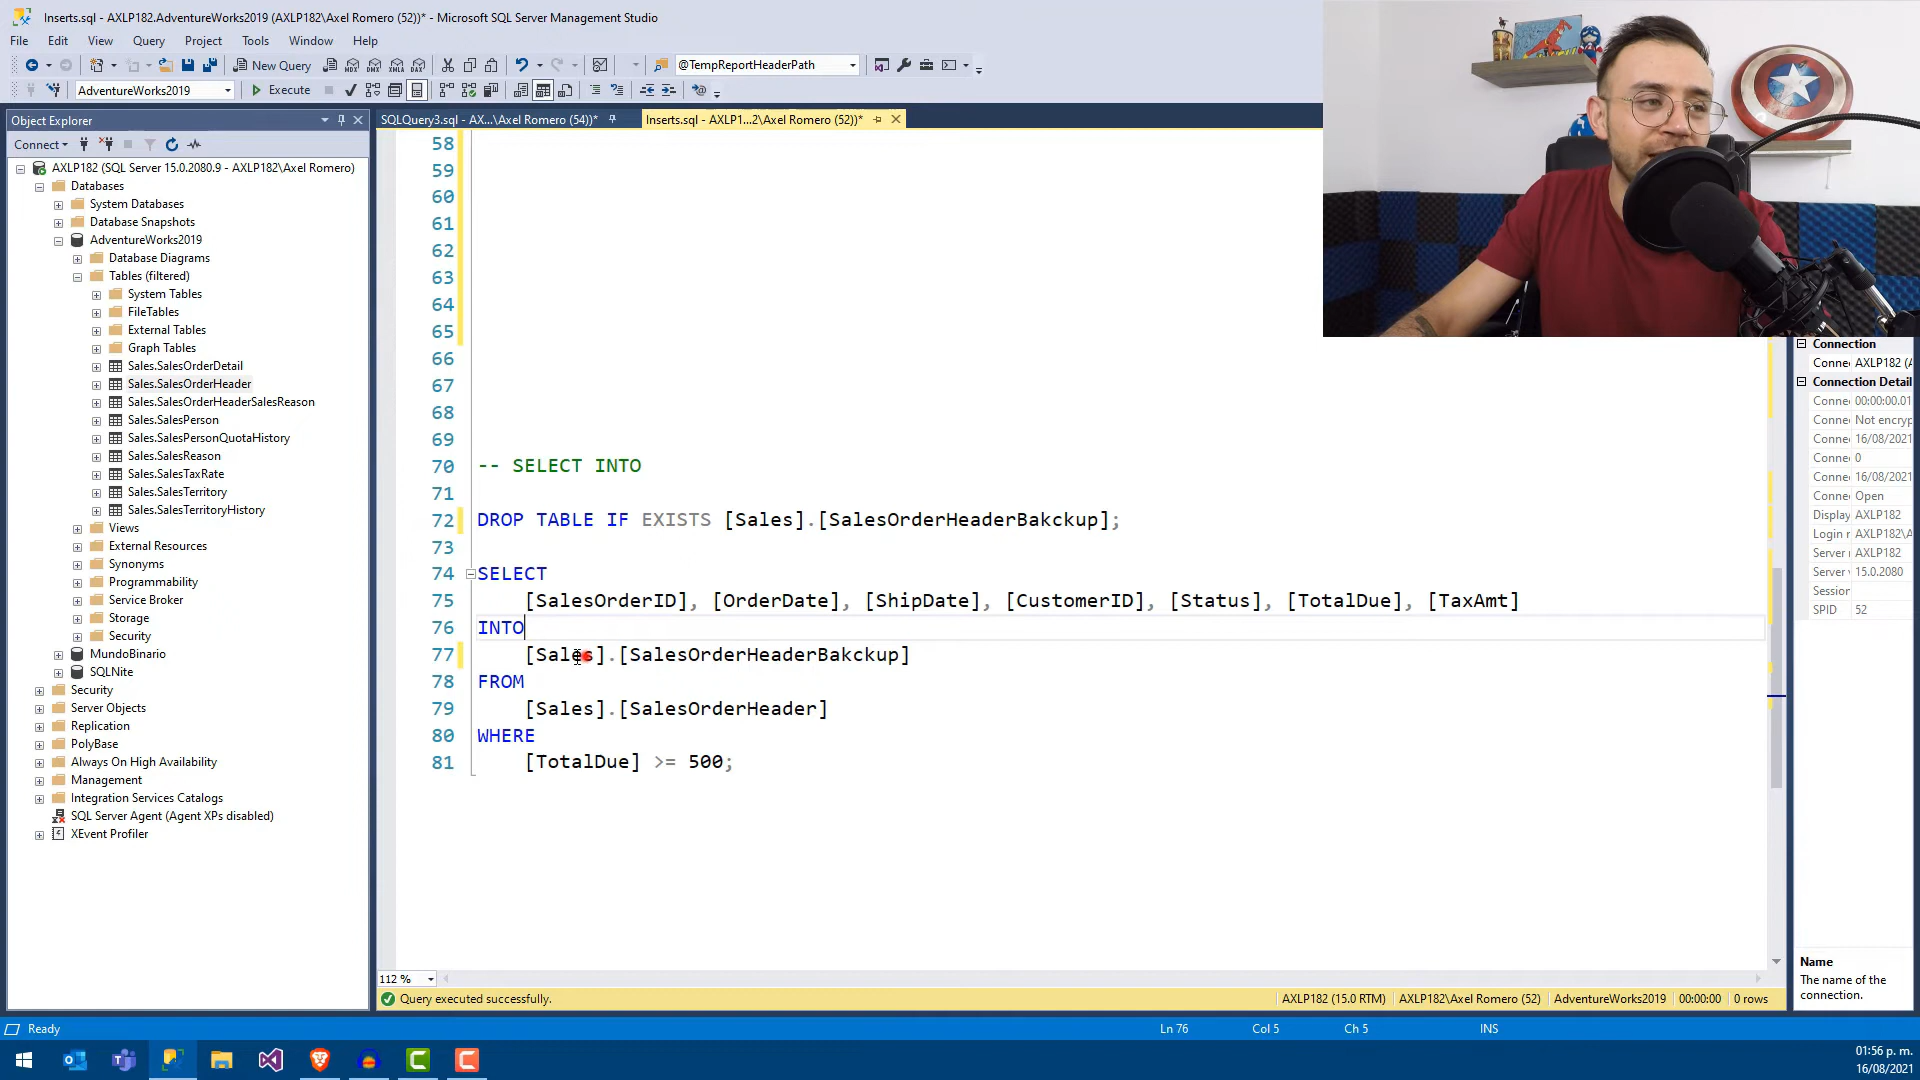 Inserts.sql - AXLP182.AdventureWorks2019 (AXLP182\Axel Romero (52))* - Microsoft SQL Server Management Studio
File Edit View Query Project Tools Window Help
New Query @TempReportHeaderPath
AdventureWorks2019 Execute
Object Explorer
SQLQuery3.sql - AX...\Axel Romero (54))* Inserts.sql - AXLP1...2\Axel Romero (52))*
Connect
AXLP182 (SQL Server 15.0.2080.9 - AXLP182\Axel Romero)
Databases
System Databases
Database Snapshots
AdventureWorks2019
Database Diagrams
Tables (filtered)
System Tables
FileTables
External Tables
Graph Tables
Sales.SalesOrderDetail
Sales.SalesOrderHeader
Sales.SalesOrderHeaderSalesReason
Sales.SalesPerson
Sales.SalesPersonQuotaHistory
Sales.SalesReason
Sales.SalesTaxRate
Sales.SalesTerritory
Sales.SalesTerritoryHistory
Views
External Resources
Synonyms
Programmability
Service Broker
Storage
Security
MundoBinario
SQLNite
Security
Server Objects
Replication
PolyBase
Always On High Availability
Management
Integration Services Catalogs
SQL Server Agent (Agent XPs disabled)
XEvent Profiler
58
59
60
61
62
63
64
65
66
67
68
69
70 -- SELECT INTO
71
72 DROP TABLE IF EXISTS [Sales].[SalesOrderHeaderBakckup];
73
74 SELECT
75 [SalesOrderID], [OrderDate], [ShipDate], [CustomerID], [Status], [TotalDue], [TaxAmt]
76 INTO
77 [Sales].[SalesOrderHeaderBakckup]
78 FROM
79 [Sales].[SalesOrderHeader]
80 WHERE
81 [TotalDue] >= 500;
112 %
Query executed successfully. AXLP182 (15.0 RTM) AXLP182\Axel Romero (52) AdventureWorks2019 00:00:00 0 rows
Connection
Conne AXLP182 (A
Connection Detail
Conne 00:00:00.01
Conne Not encryp
Conne 16/08/2021
Conne 0
Conne 16/08/2021
Conne Open
Display AXLP182
Login r AXLP182\A
Server r AXLP182
Server v 15.0.2080
Session
SPID 52
Name
The name of the
connection.
Ready Ln 76 Col 5 Ch 5 INS
01:56 p. m.
16/08/2021